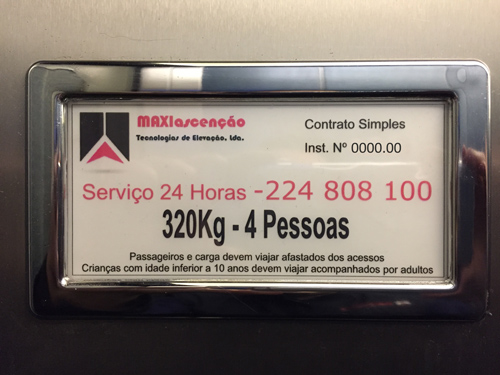 MAXIascenção
Tecnologias de Elevação, Lda.
Contrato Simples
Inst. Nº 0000.00
Serviço 24 Horas -224 808 100
320Kg - 4 Pessoas
Passageiros e carga devem viajar afastados dos acessos
Crianças com idade inferior a 10 anos devem viajar acompanhados por adultos